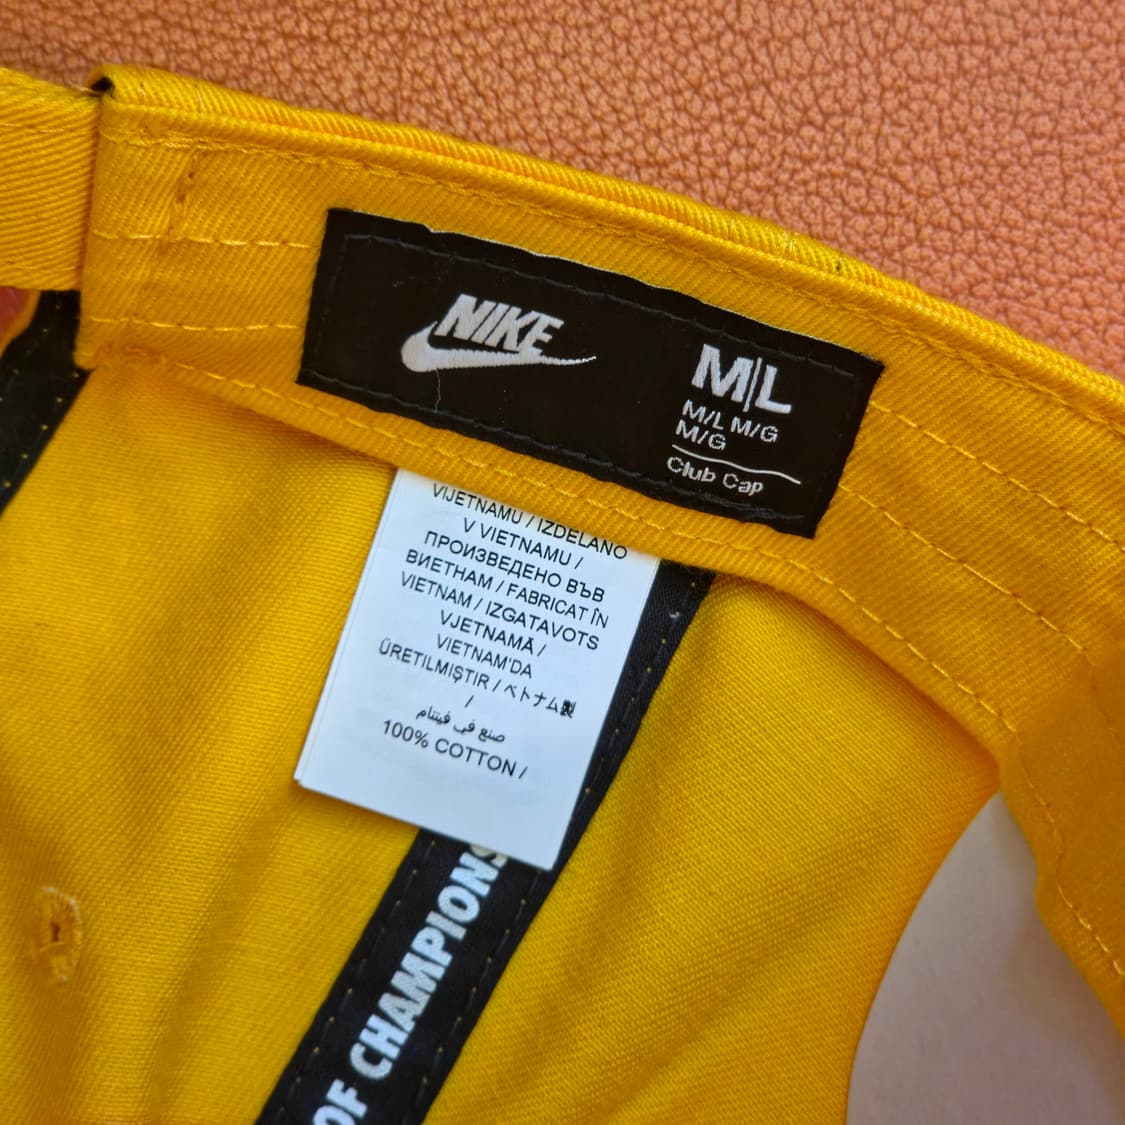 NIKE
M|L
M/L M/G
M/G
Club Cap
VIJETNAMU / IZDELANO
V VIETNAMU /
ПРОИЗВЕДЕНО ВЪВ
ВИЕТНАМ / FABRICAT ÎN
VIETNAM / IZGATAVOTS
VJETNAMĀ /
VIETNAM'DA
ÜRETILMIŞTIR / ベトナム製
/
صنع في فيتنام
100% COTTON /
OF CHAMPIONS